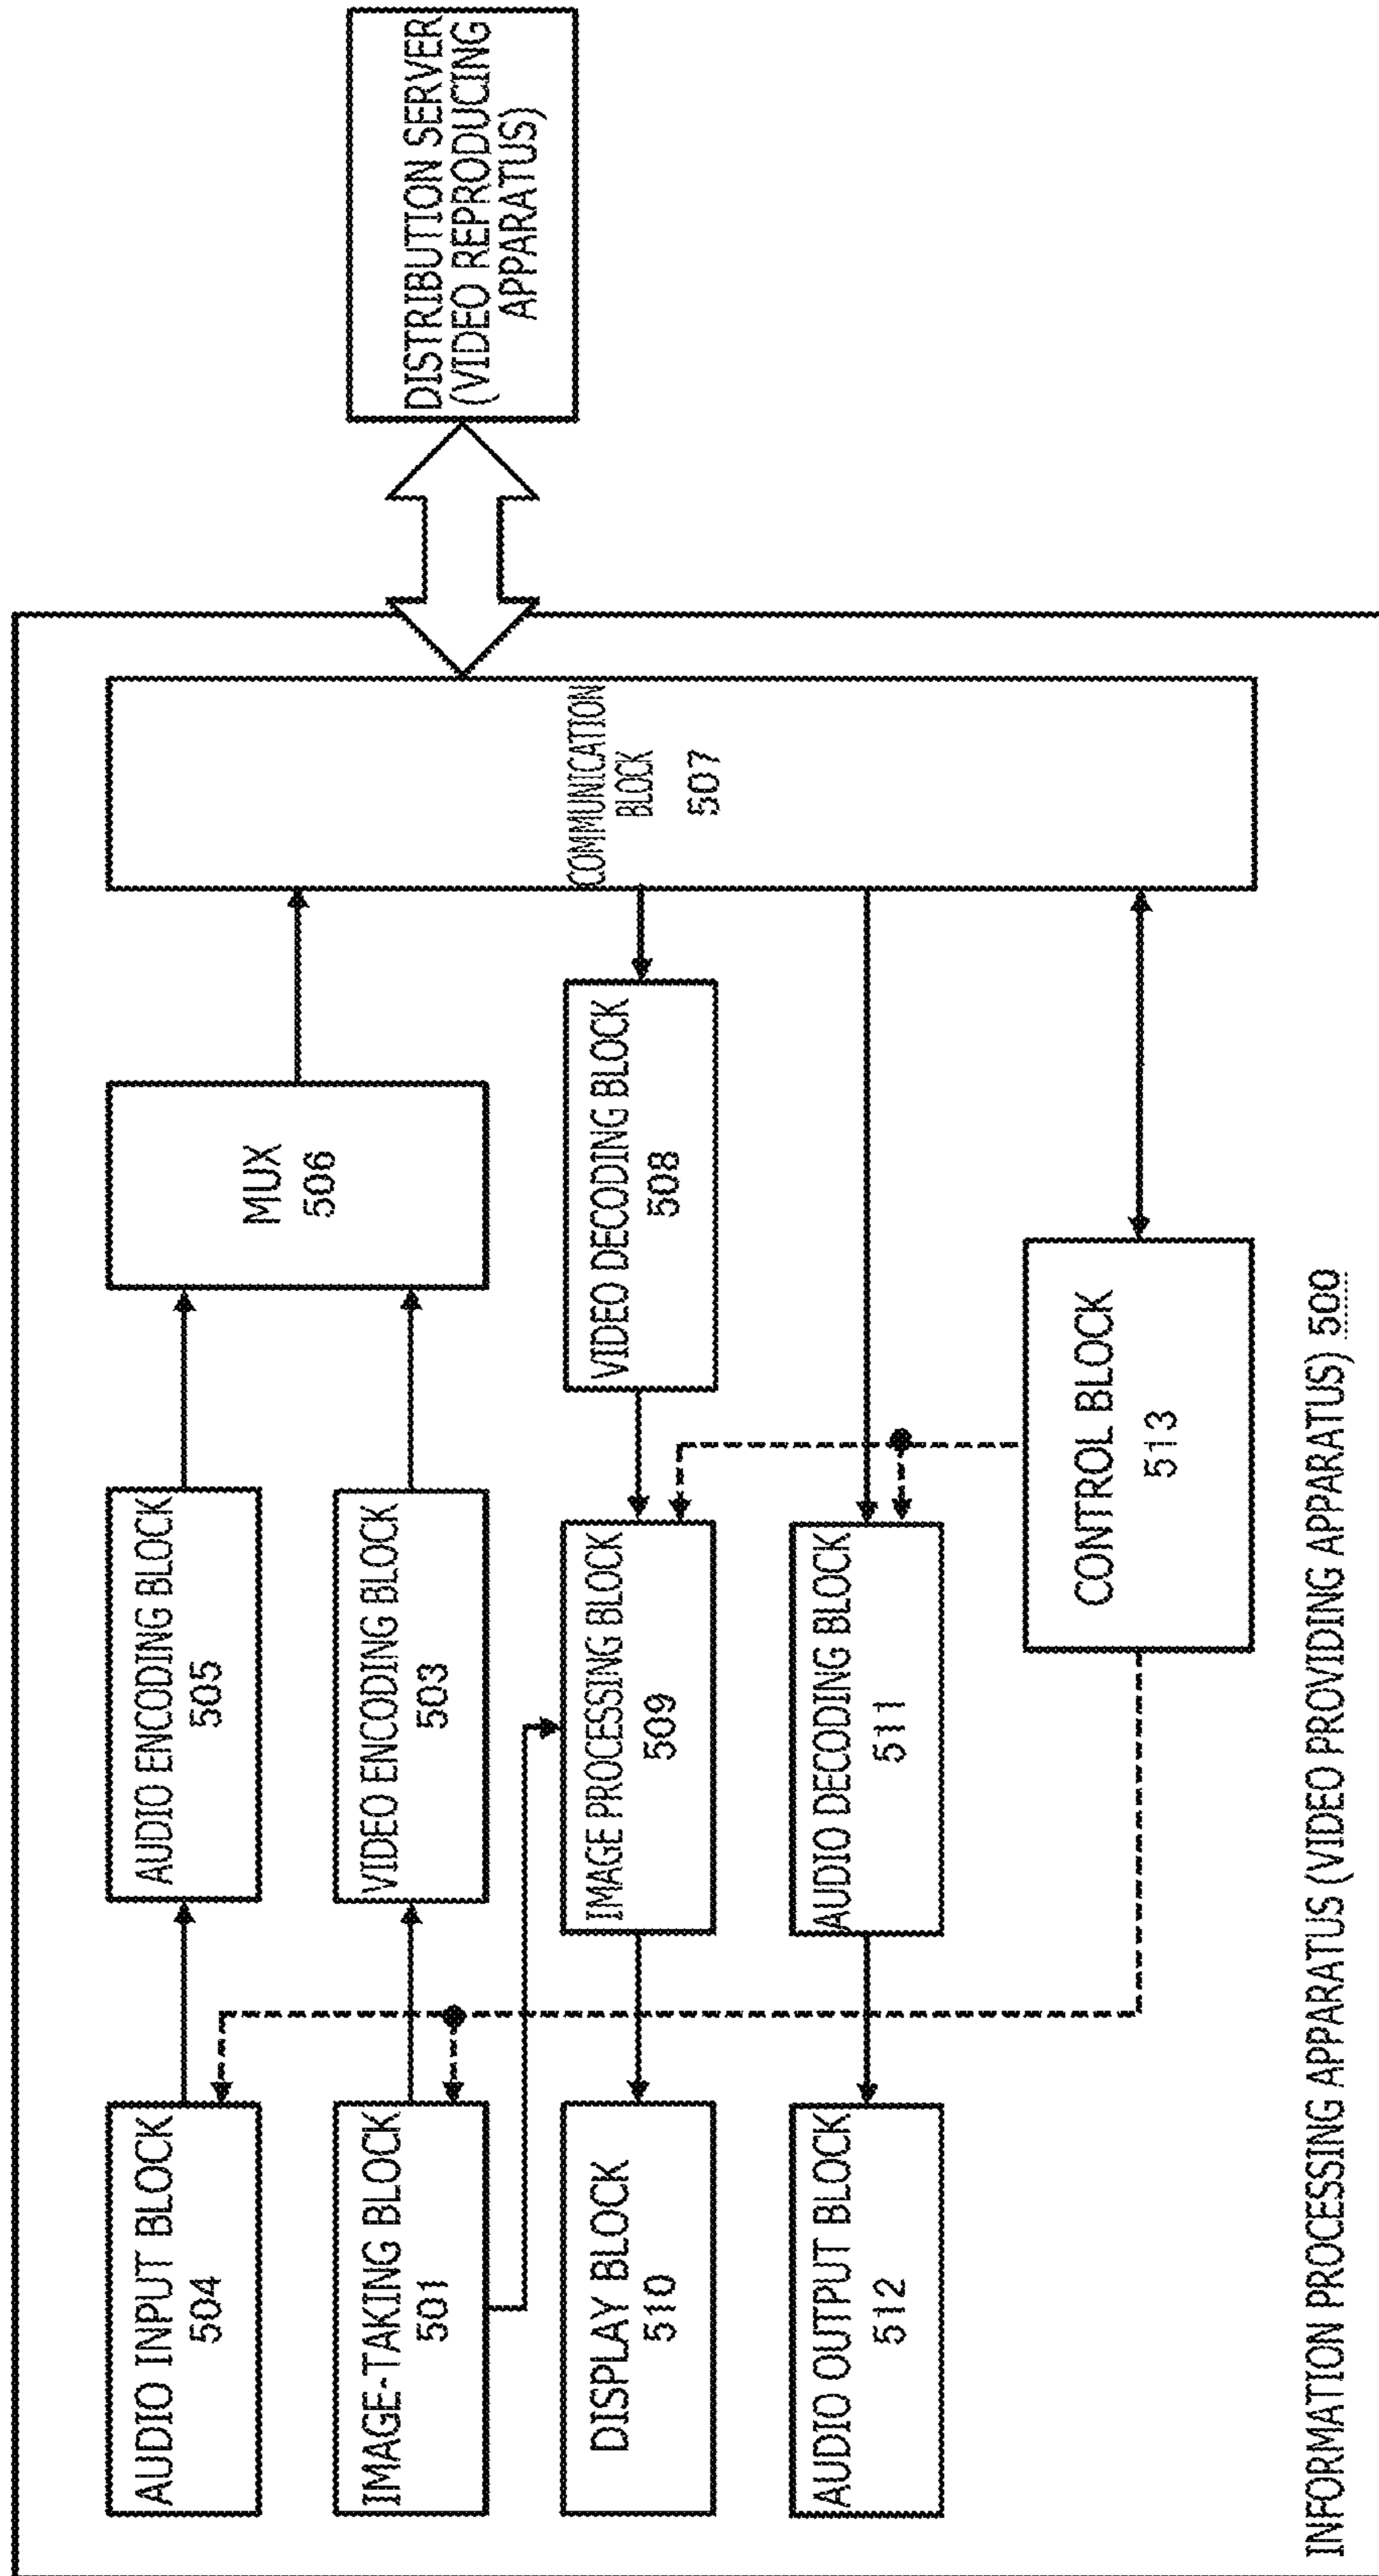 AUDIO INPUT BLOCK
504
AUDIO ENCODING BLOCK
505
MUX
506
COMMUNICATION
BLOCK
507
DISTRIBUTION SERVER
(VIDEO REPRODUCING
APPARATUS)
IMAGE-TAKING BLOCK
501
VIDEO ENCODING BLOCK
503
DISPLAY BLOCK
510
IMAGE PROCESSING BLOCK
509
VIDEO DECODING BLOCK
508
AUDIO OUTPUT BLOCK
512
AUDIO DECODING BLOCK
511
CONTROL BLOCK
513
INFORMATION PROCESSING APPARATUS (VIDEO PROVIDING APPARATUS) 500